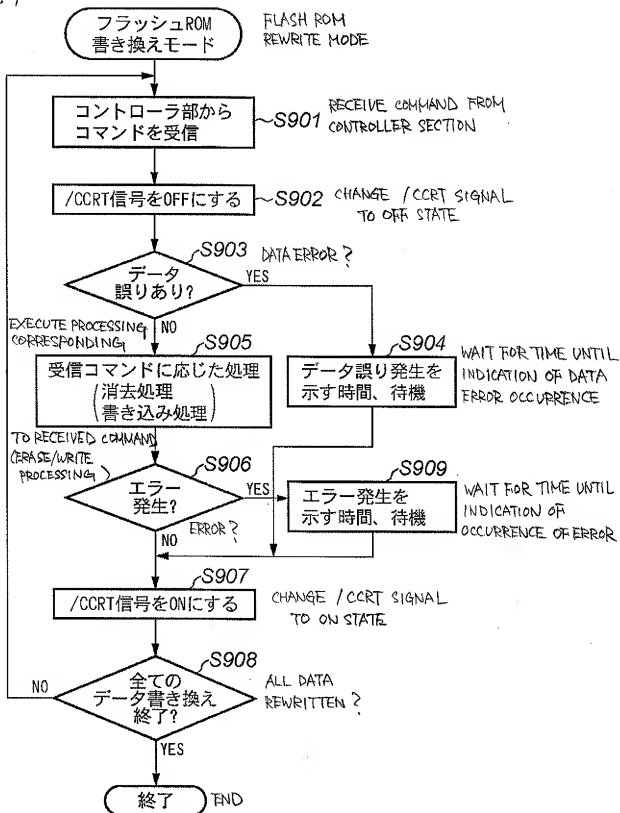 フラッシュROM
書き換えモード
FLASH ROM
REWRITE MODE
コントローラ部から
コマンドを受信
S901
RECEIVE COMMAND FROM
CONTROLLER SECTION
/CCRT信号をOFFにする
S902
CHANGE /CCRT SIGNAL
TO OFF STATE
S903
DATA ERROR?
データ
誤りあり?
YES
NO
EXECUTE PROCESSING
CORRESPONDING
S905
受信コマンドに応じた処理
(消去処理
書き込み処理)
S904
データ誤り発生を
示す時間、待機
WAIT FOR TIME UNTIL
INDICATION OF DATA
ERROR OCCURRENCE
TO RECEIVED COMMAND
(ERASE/WRITE
PROCESSING)
S906
エラー
発生?
YES
NO
ERROR?
S909
エラー発生を
示す時間、待機
WAIT FOR TIME UNTIL
INDICATION OF
OCCURRENCE OF ERROR
S907
/CCRT信号をONにする
CHANGE /CCRT SIGNAL
TO ON STATE
S908
全ての
データ書き換え
終了?
NO
YES
ALL DATA
REWRITTEN?
終了
END